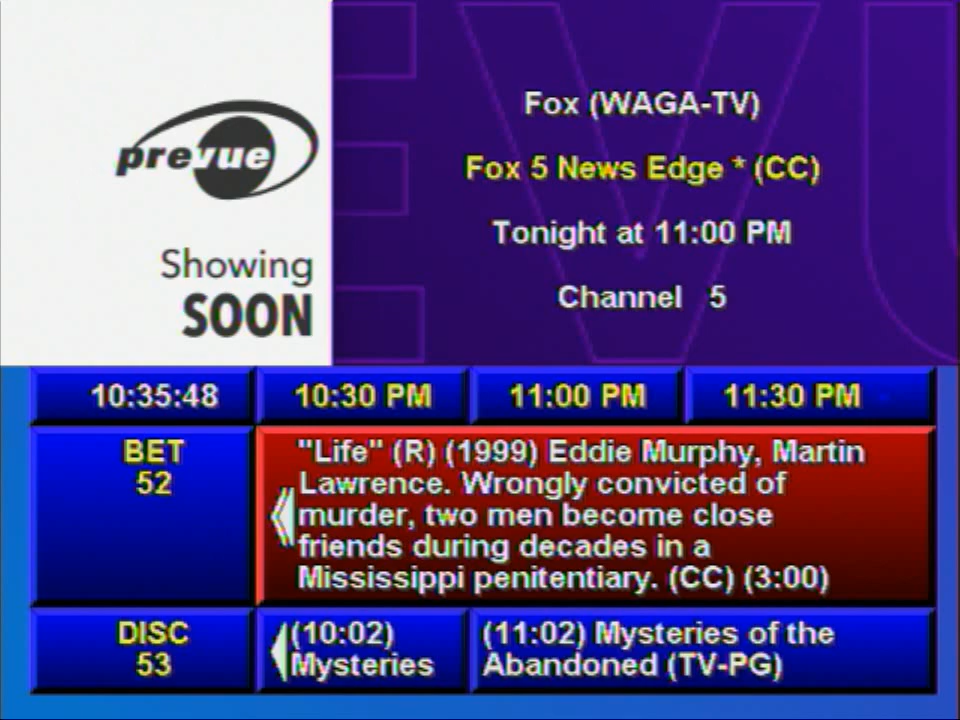 prevue
Showing
SOON
Fox (WAGA-TV)
Fox 5 News Edge * (CC)
Tonight at 11:00 PM
Channel 5
10:35:48 10:30 PM 11:00 PM 11:30 PM
BET
52
"Life" (R) (1999) Eddie Murphy, Martin
Lawrence. Wrongly convicted of
murder, two men become close
friends during decades in a
Mississippi penitentiary. (CC) (3:00)
DISC
53
(10:02)
Mysteries
(11:02) Mysteries of the
Abandoned (TV-PG)